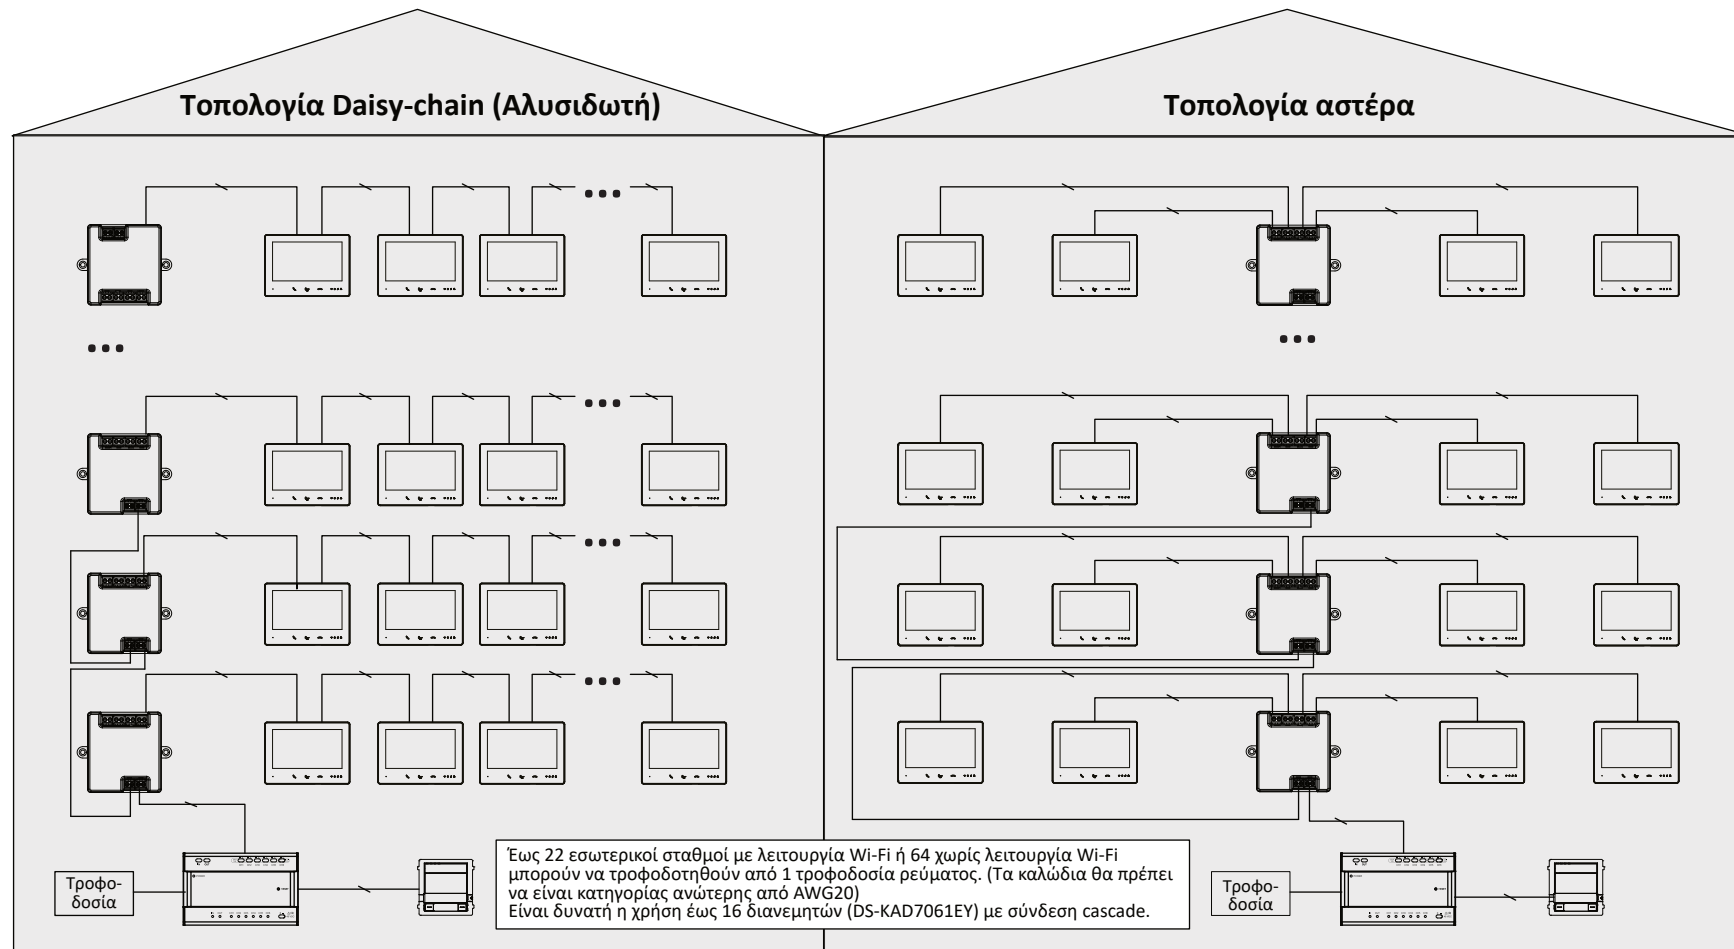 Τοπολογία Daisy-chain (Αλυσιδωτή)
Τοπολογία αστέρα
Τροφο-
δοσία
Έως 22 εσωτερικοί σταθμοί με λειτουργία Wi-Fi ή 64 χωρίς λειτουργία Wi-Fi
μπορούν να τροφοδοτηθούν από 1 τροφοδοσία ρεύματος. (Τα καλώδια θα πρέπει
να είναι κατηγορίας ανώτερης από AWG20)
Είναι δυνατή η χρήση έως 16 διανεμητών (DS-KAD7061EY) με σύνδεση cascade.
Τροφο-
δοσία